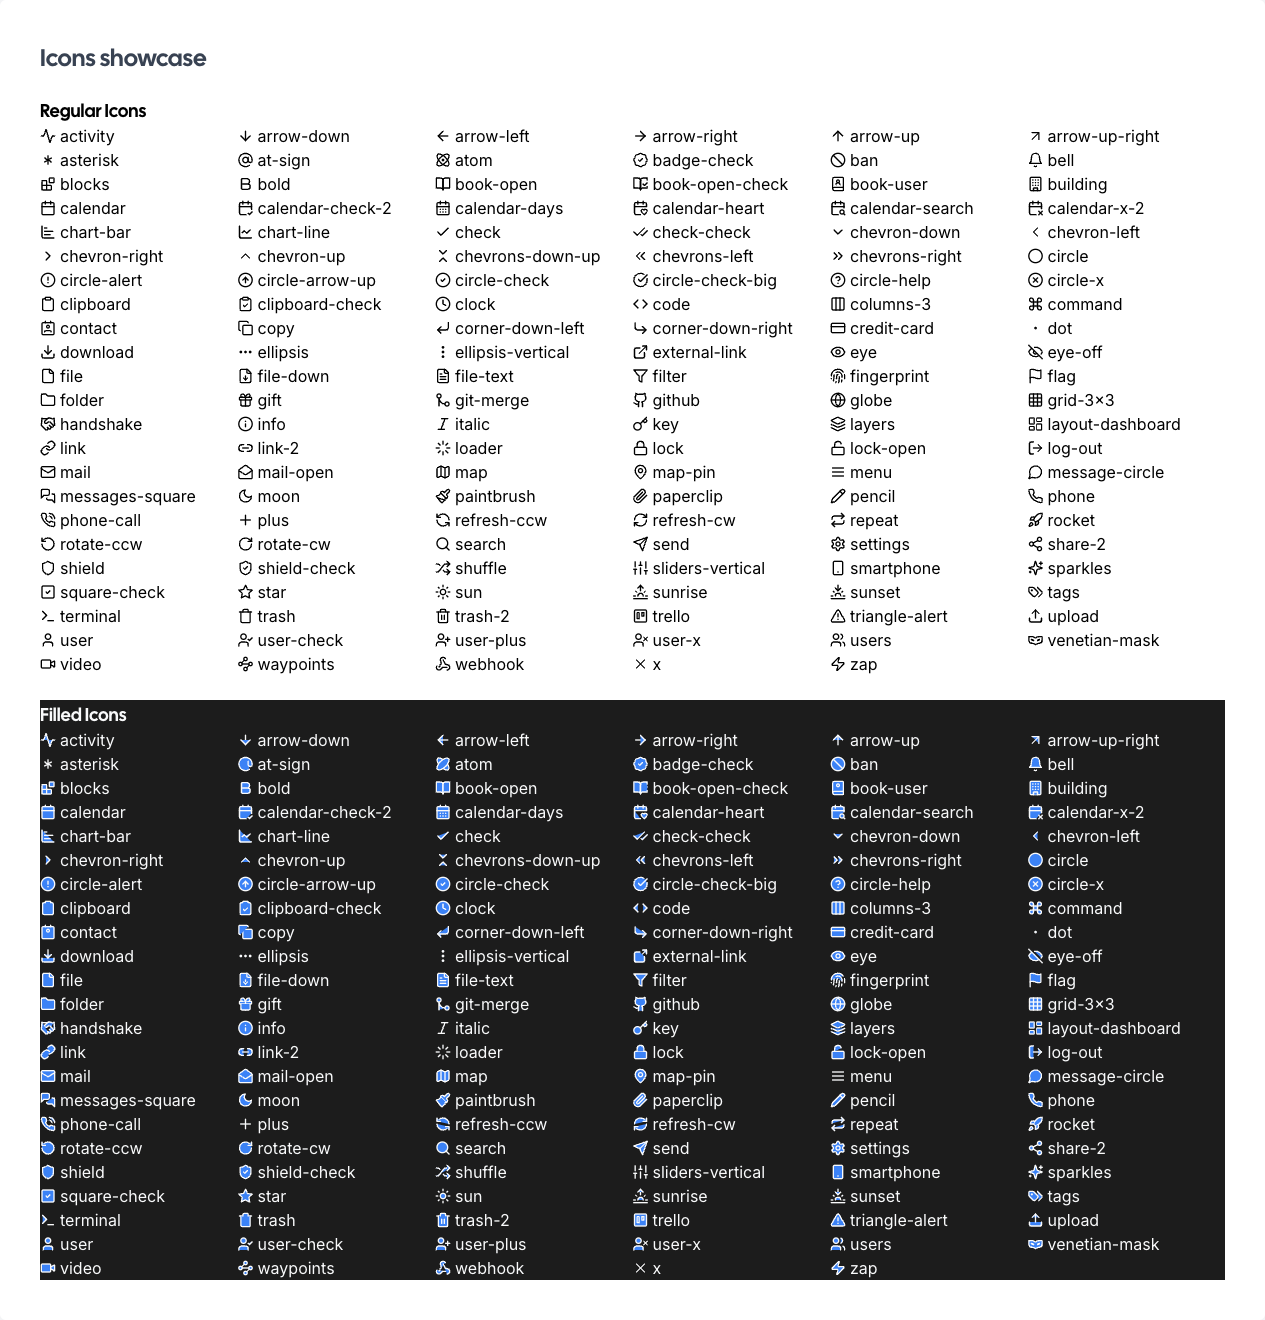 Icons showcase
Regular Icons
activity arrow-down arrow-left arrow-right arrow-up arrow-up-right
asterisk at-sign atom badge-check ban bell
blocks bold book-open book-open-check book-user building
calendar calendar-check-2 calendar-days calendar-heart calendar-search calendar-x-2
chart-bar chart-line check check-check chevron-down chevron-left
chevron-right chevron-up chevrons-down-up chevrons-left chevrons-right circle
circle-alert circle-arrow-up circle-check circle-check-big circle-help circle-x
clipboard clipboard-check clock code columns-3 command
contact copy corner-down-left corner-down-right credit-card dot
download ellipsis ellipsis-vertical external-link eye eye-off
file file-down file-text filter fingerprint flag
folder gift git-merge github globe grid-3×3
handshake info italic key layers layout-dashboard
link link-2 loader lock lock-open log-out
mail mail-open map map-pin menu message-circle
messages-square moon paintbrush paperclip pencil phone
phone-call plus refresh-ccw refresh-cw repeat rocket
rotate-ccw rotate-cw search send settings share-2
shield shield-check shuffle sliders-vertical smartphone sparkles
square-check star sun sunrise sunset tags
terminal trash trash-2 trello triangle-alert upload
user user-check user-plus user-x users venetian-mask
video waypoints webhook x zap
Filled Icons
activity arrow-down arrow-left arrow-right arrow-up arrow-up-right
asterisk at-sign atom badge-check ban bell
blocks bold book-open book-open-check book-user building
calendar calendar-check-2 calendar-days calendar-heart calendar-search calendar-x-2
chart-bar chart-line check check-check chevron-down chevron-left
chevron-right chevron-up chevrons-down-up chevrons-left chevrons-right circle
circle-alert circle-arrow-up circle-check circle-check-big circle-help circle-x
clipboard clipboard-check clock code columns-3 command
contact copy corner-down-left corner-down-right credit-card dot
download ellipsis ellipsis-vertical external-link eye eye-off
file file-down file-text filter fingerprint flag
folder gift git-merge github globe grid-3×3
handshake info italic key layers layout-dashboard
link link-2 loader lock lock-open log-out
mail mail-open map map-pin menu message-circle
messages-square moon paintbrush paperclip pencil phone
phone-call plus refresh-ccw refresh-cw repeat rocket
rotate-ccw rotate-cw search send settings share-2
shield shield-check shuffle sliders-vertical smartphone sparkles
square-check star sun sunrise sunset tags
terminal trash trash-2 trello triangle-alert upload
user user-check user-plus user-x users venetian-mask
video waypoints webhook x zap